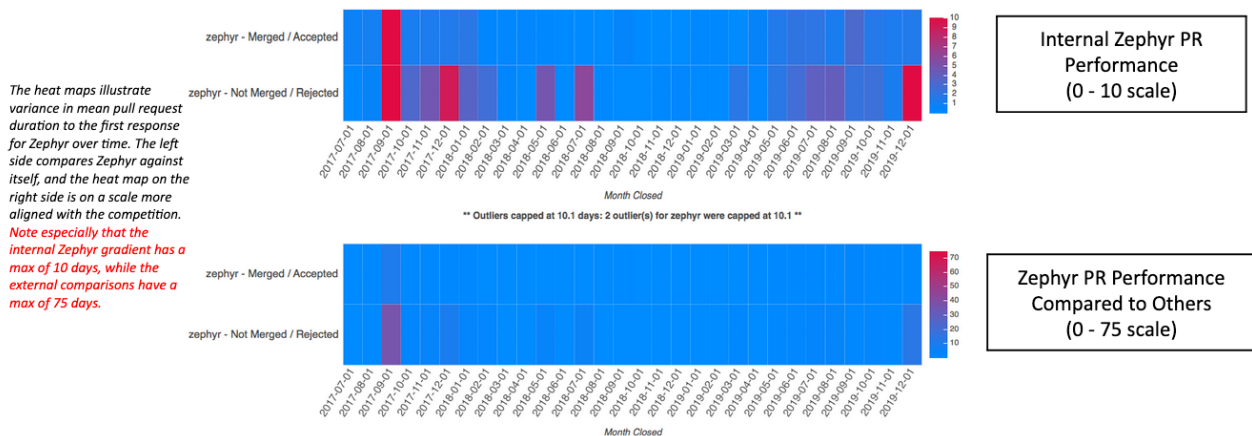 zephyr - Merged / Accepted
zephyr - Not Merged / Rejected
10
9
8
7
6
5
4
3
2
1
2017-07-01
2017-08-01
2017-09-01
2017-10-01
2017-11-01
2017-12-01
2018-01-01
2018-02-01
2018-03-01
2018-04-01
2018-05-01
2018-06-01
2018-07-01
2018-08-01
2018-09-01
2018-10-01
2018-11-01
2018-12-01
2019-01-01
2019-02-01
2019-03-01
2019-04-01
2019-05-01
2019-06-01
2019-07-01
2019-08-01
2019-09-01
2019-10-01
2019-11-01
2019-12-01
Month Closed
** Outliers capped at 10.1 days: 2 outlier(s) for zephyr were capped at 10.1 **
Internal Zephyr PR
Performance
(0 - 10 scale)
The heat maps illustrate
variance in mean pull request
duration to the first response
for Zephyr over time. The left
side compares Zephyr against
itself, and the heat map on the
right side is on a scale more
aligned with the competition.
Note especially that the
internal Zephyr gradient has a
max of 10 days, while the
external comparisons have a
max of 75 days.
zephyr - Merged / Accepted
zephyr - Not Merged / Rejected
70
60
50
40
30
20
10
2017-07-01
2017-08-01
2017-09-01
2017-10-01
2017-11-01
2017-12-01
2018-01-01
2018-02-01
2018-03-01
2018-04-01
2018-05-01
2018-06-01
2018-07-01
2018-08-01
2018-09-01
2018-10-01
2018-11-01
2018-12-01
2019-01-01
2019-02-01
2019-03-01
2019-04-01
2019-05-01
2019-06-01
2019-07-01
2019-08-01
2019-09-01
2019-10-01
2019-11-01
2019-12-01
Month Closed
Zephyr PR Performance
Compared to Others
(0 - 75 scale)